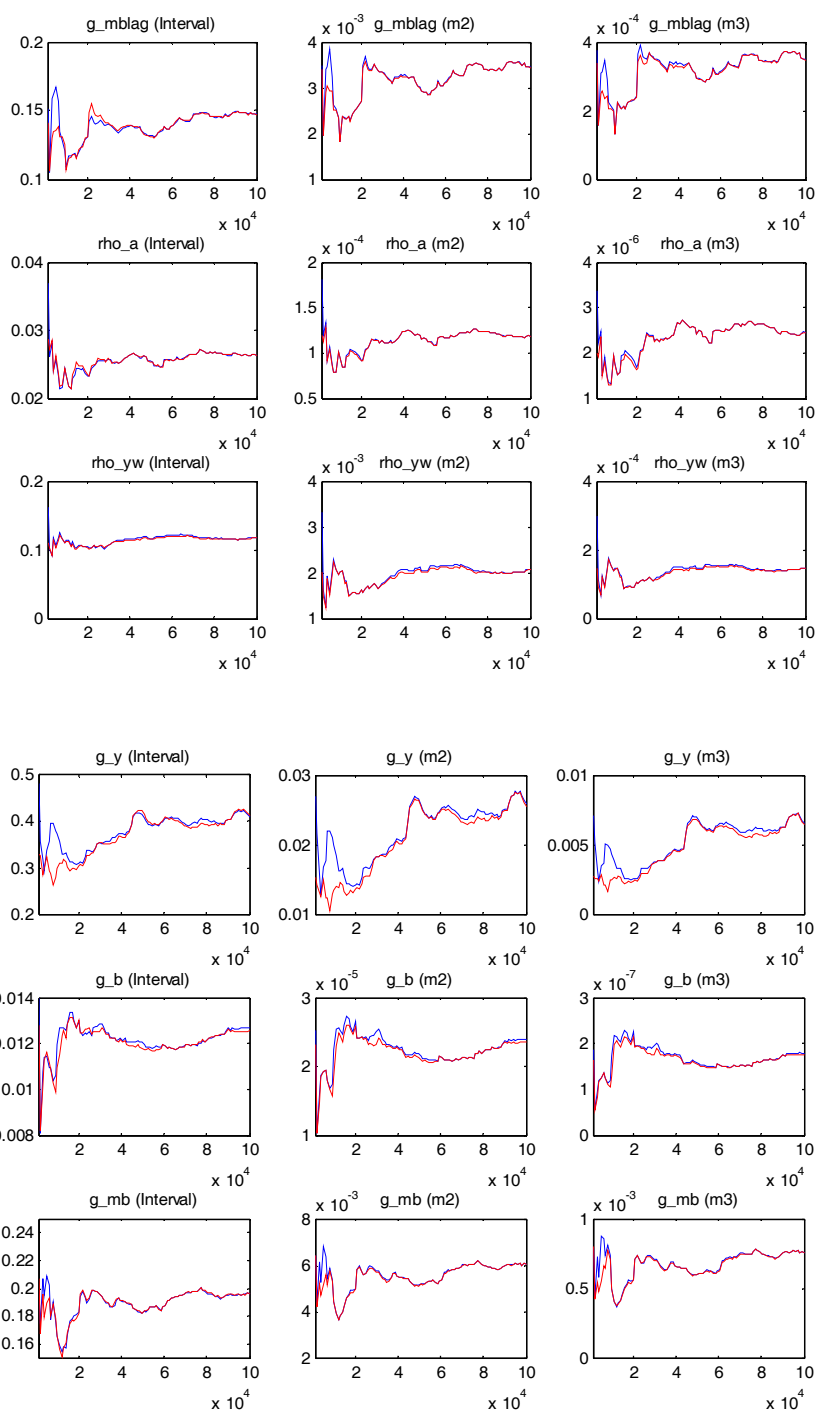 g_mblag (Interval)
0.2
0.15
0.1
2 4 6 8 10
x 10^4
x 10^-3 g_mblag (m2)
4
3
2
1
2 4 6 8 10
x 10^4
x 10^-4 g_mblag (m3)
4
2
0
2 4 6 8 10
x 10^4
rho_a (Interval)
0.04
0.03
0.02
2 4 6 8 10
x 10^4
x 10^-4 rho_a (m2)
2
1.5
1
0.5
2 4 6 8 10
x 10^4
x 10^-6 rho_a (m3)
4
3
2
1
2 4 6 8 10
x 10^4
rho_yw (Interval)
0.2
0.1
0
2 4 6 8 10
x 10^4
x 10^-3 rho_yw (m2)
4
3
2
1
2 4 6 8 10
x 10^4
x 10^-4 rho_yw (m3)
4
2
0
2 4 6 8 10
x 10^4
g_y (Interval)
0.5
0.4
0.3
0.2
2 4 6 8 10
x 10^4
g_y (m2)
0.03
0.02
0.01
2 4 6 8 10
x 10^4
g_y (m3)
0.01
0.005
0
2 4 6 8 10
x 10^4
g_b (Interval)
0.014
0.012
0.01
0.008
2 4 6 8 10
x 10^4
x 10^-5 g_b (m2)
3
2
1
2 4 6 8 10
x 10^4
x 10^-7 g_b (m3)
3
2
1
0
2 4 6 8 10
x 10^4
g_mb (Interval)
0.24
0.22
0.2
0.18
0.16
2 4 6 8 10
x 10^4
x 10^-3 g_mb (m2)
8
6
4
2
2 4 6 8 10
x 10^4
x 10^-3 g_mb (m3)
1
0.5
0
2 4 6 8 10
x 10^4